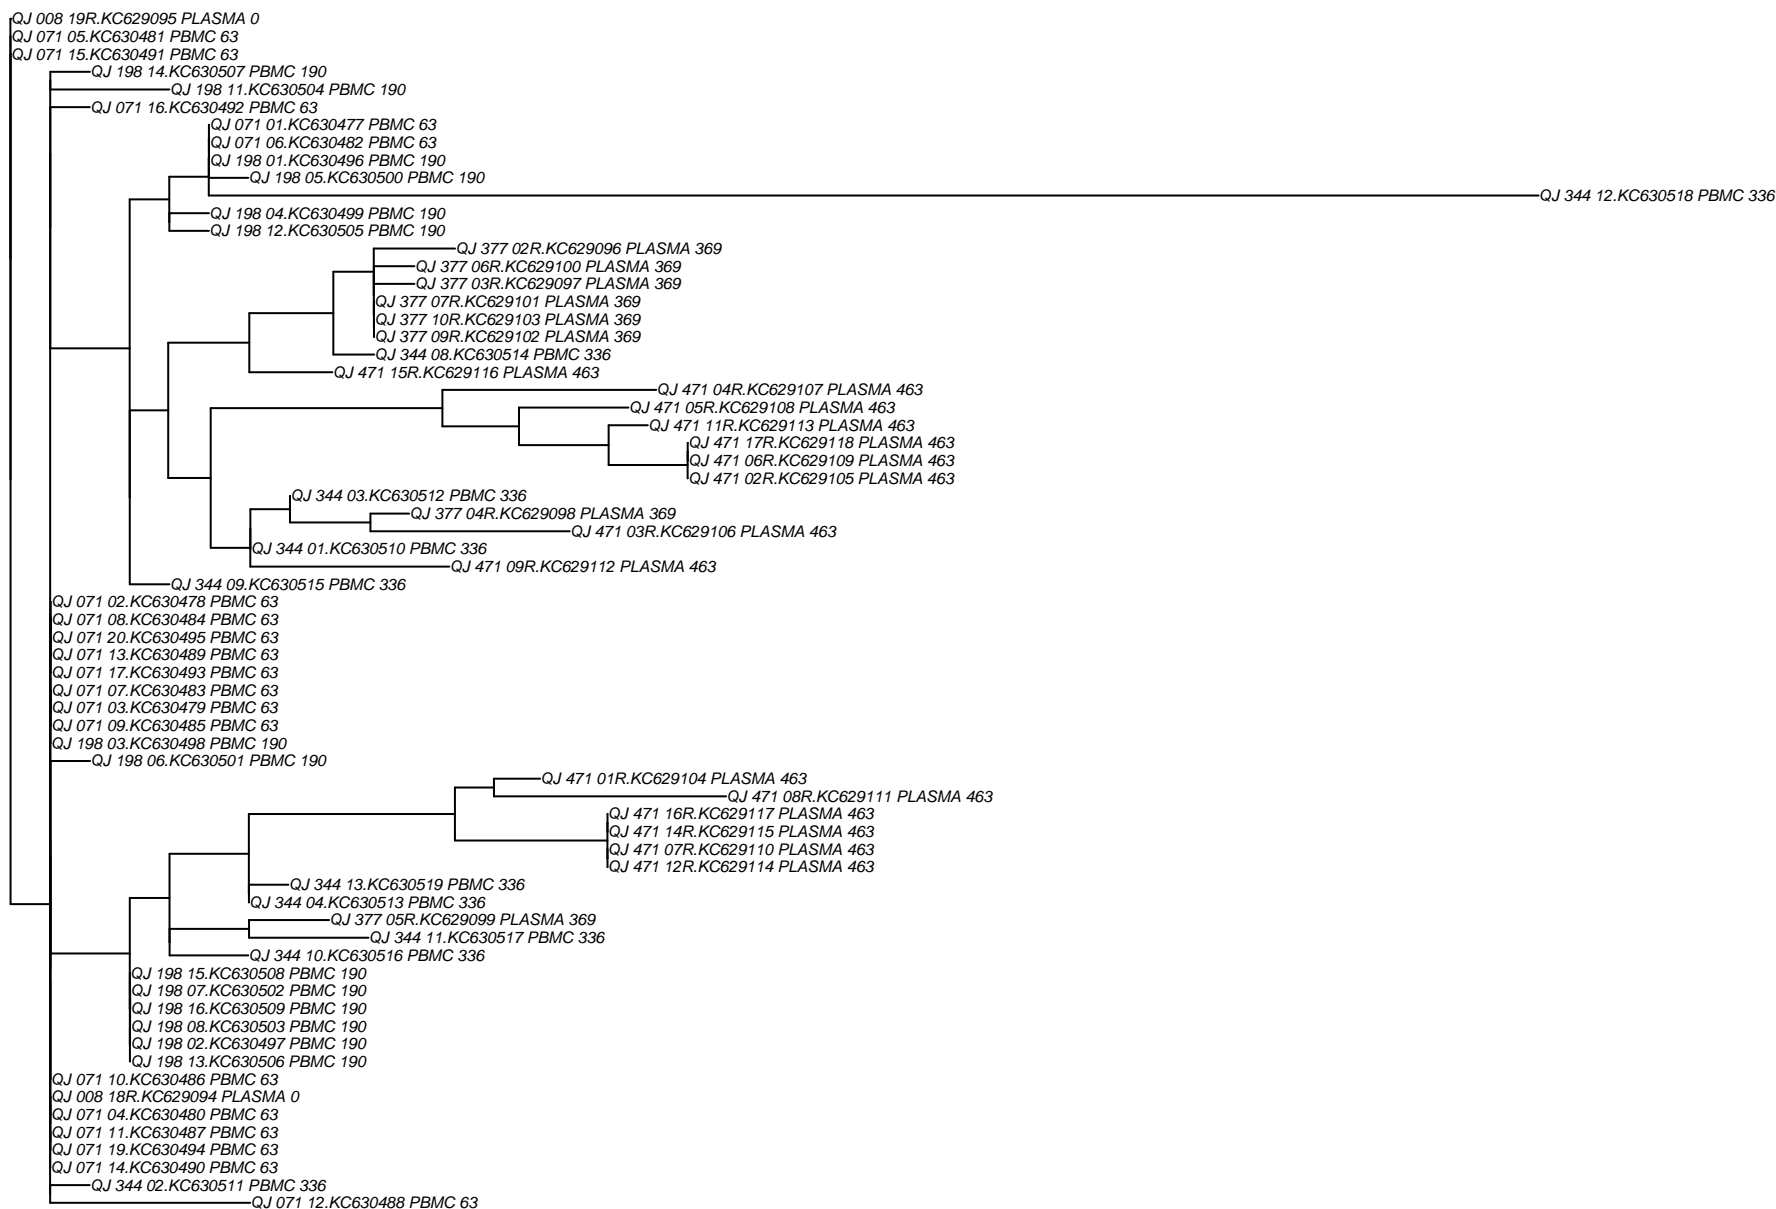 QJ 008 19R.KC629095 PLASMA 0
QJ 071 05.KC630481 PBMC 63
QJ 071 15.KC630491 PBMC 63
QJ 198 14.KC630507 PBMC 190
QJ 198 11.KC630504 PBMC 190
QJ 071 16.KC630492 PBMC 63
QJ 071 01.KC630477 PBMC 63
QJ 071 06.KC630482 PBMC 63
QJ 198 01.KC630496 PBMC 190
QJ 198 05.KC630500 PBMC 190
QJ 344 12.KC630518 PBMC 336
QJ 198 04.KC630499 PBMC 190
QJ 198 12.KC630505 PBMC 190
QJ 377 02R.KC629096 PLASMA 369
QJ 377 06R.KC629100 PLASMA 369
QJ 377 03R.KC629097 PLASMA 369
QJ 377 07R.KC629101 PLASMA 369
QJ 377 10R.KC629103 PLASMA 369
QJ 377 09R.KC629102 PLASMA 369
QJ 344 08.KC630514 PBMC 336
QJ 471 15R.KC629116 PLASMA 463
QJ 471 04R.KC629107 PLASMA 463
QJ 471 05R.KC629108 PLASMA 463
QJ 471 11R.KC629113 PLASMA 463
QJ 471 17R.KC629118 PLASMA 463
QJ 471 06R.KC629109 PLASMA 463
QJ 471 02R.KC629105 PLASMA 463
QJ 344 03.KC630512 PBMC 336
QJ 377 04R.KC629098 PLASMA 369
QJ 471 03R.KC629106 PLASMA 463
QJ 344 01.KC630510 PBMC 336
QJ 471 09R.KC629112 PLASMA 463
QJ 344 09.KC630515 PBMC 336
QJ 071 02.KC630478 PBMC 63
QJ 071 08.KC630484 PBMC 63
QJ 071 20.KC630495 PBMC 63
QJ 071 13.KC630489 PBMC 63
QJ 071 17.KC630493 PBMC 63
QJ 071 07.KC630483 PBMC 63
QJ 071 03.KC630479 PBMC 63
QJ 071 09.KC630485 PBMC 63
QJ 198 03.KC630498 PBMC 190
QJ 198 06.KC630501 PBMC 190
QJ 471 01R.KC629104 PLASMA 463
QJ 471 08R.KC629111 PLASMA 463
QJ 471 16R.KC629117 PLASMA 463
QJ 471 14R.KC629115 PLASMA 463
QJ 471 07R.KC629110 PLASMA 463
QJ 471 12R.KC629114 PLASMA 463
QJ 344 13.KC630519 PBMC 336
QJ 344 04.KC630513 PBMC 336
QJ 377 05R.KC629099 PLASMA 369
QJ 344 11.KC630517 PBMC 336
QJ 344 10.KC630516 PBMC 336
QJ 198 15.KC630508 PBMC 190
QJ 198 07.KC630502 PBMC 190
QJ 198 16.KC630509 PBMC 190
QJ 198 08.KC630503 PBMC 190
QJ 198 02.KC630497 PBMC 190
QJ 198 13.KC630506 PBMC 190
QJ 071 10.KC630486 PBMC 63
QJ 008 18R.KC629094 PLASMA 0
QJ 071 04.KC630480 PBMC 63
QJ 071 11.KC630487 PBMC 63
QJ 071 19.KC630494 PBMC 63
QJ 071 14.KC630490 PBMC 63
QJ 344 02.KC630511 PBMC 336
QJ 071 12.KC630488 PBMC 63